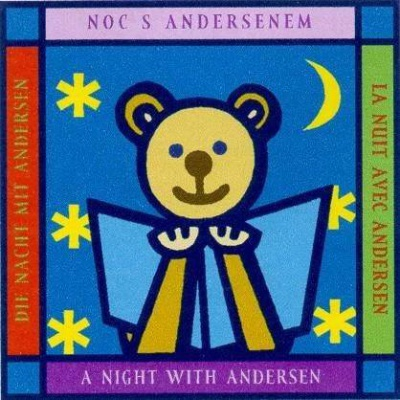 NOC S ANDERSENEM
DIE NACHT MIT ANDERSEN
LA NUIT AVEC ANDERSEN
A NIGHT WITH ANDERSEN